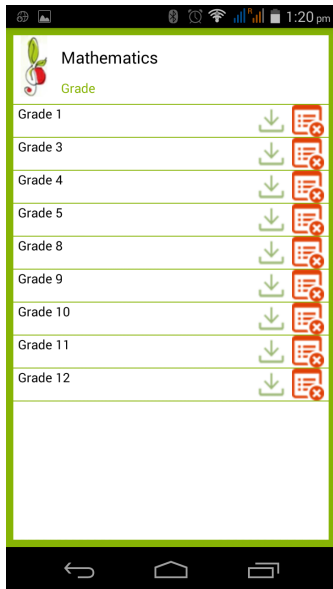 R
1:20 pm
Mathematics
Grade
Grade 1
Grade 3
Grade 4
Grade 5
Grade 8
Grade 9
Grade 10
Grade 11
Grade 12